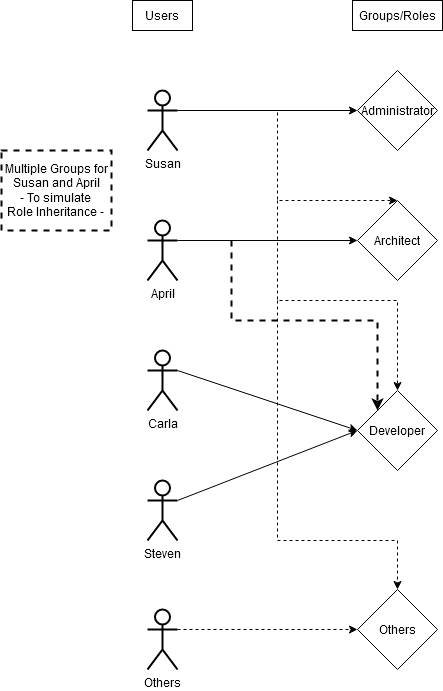 Users
Groups/Roles
Administrator
Susan
Multiple Groups for
Susan and April
- To simulate
Role Inheritance -
Architect
April
Carla
Developer
Steven
Others
Others